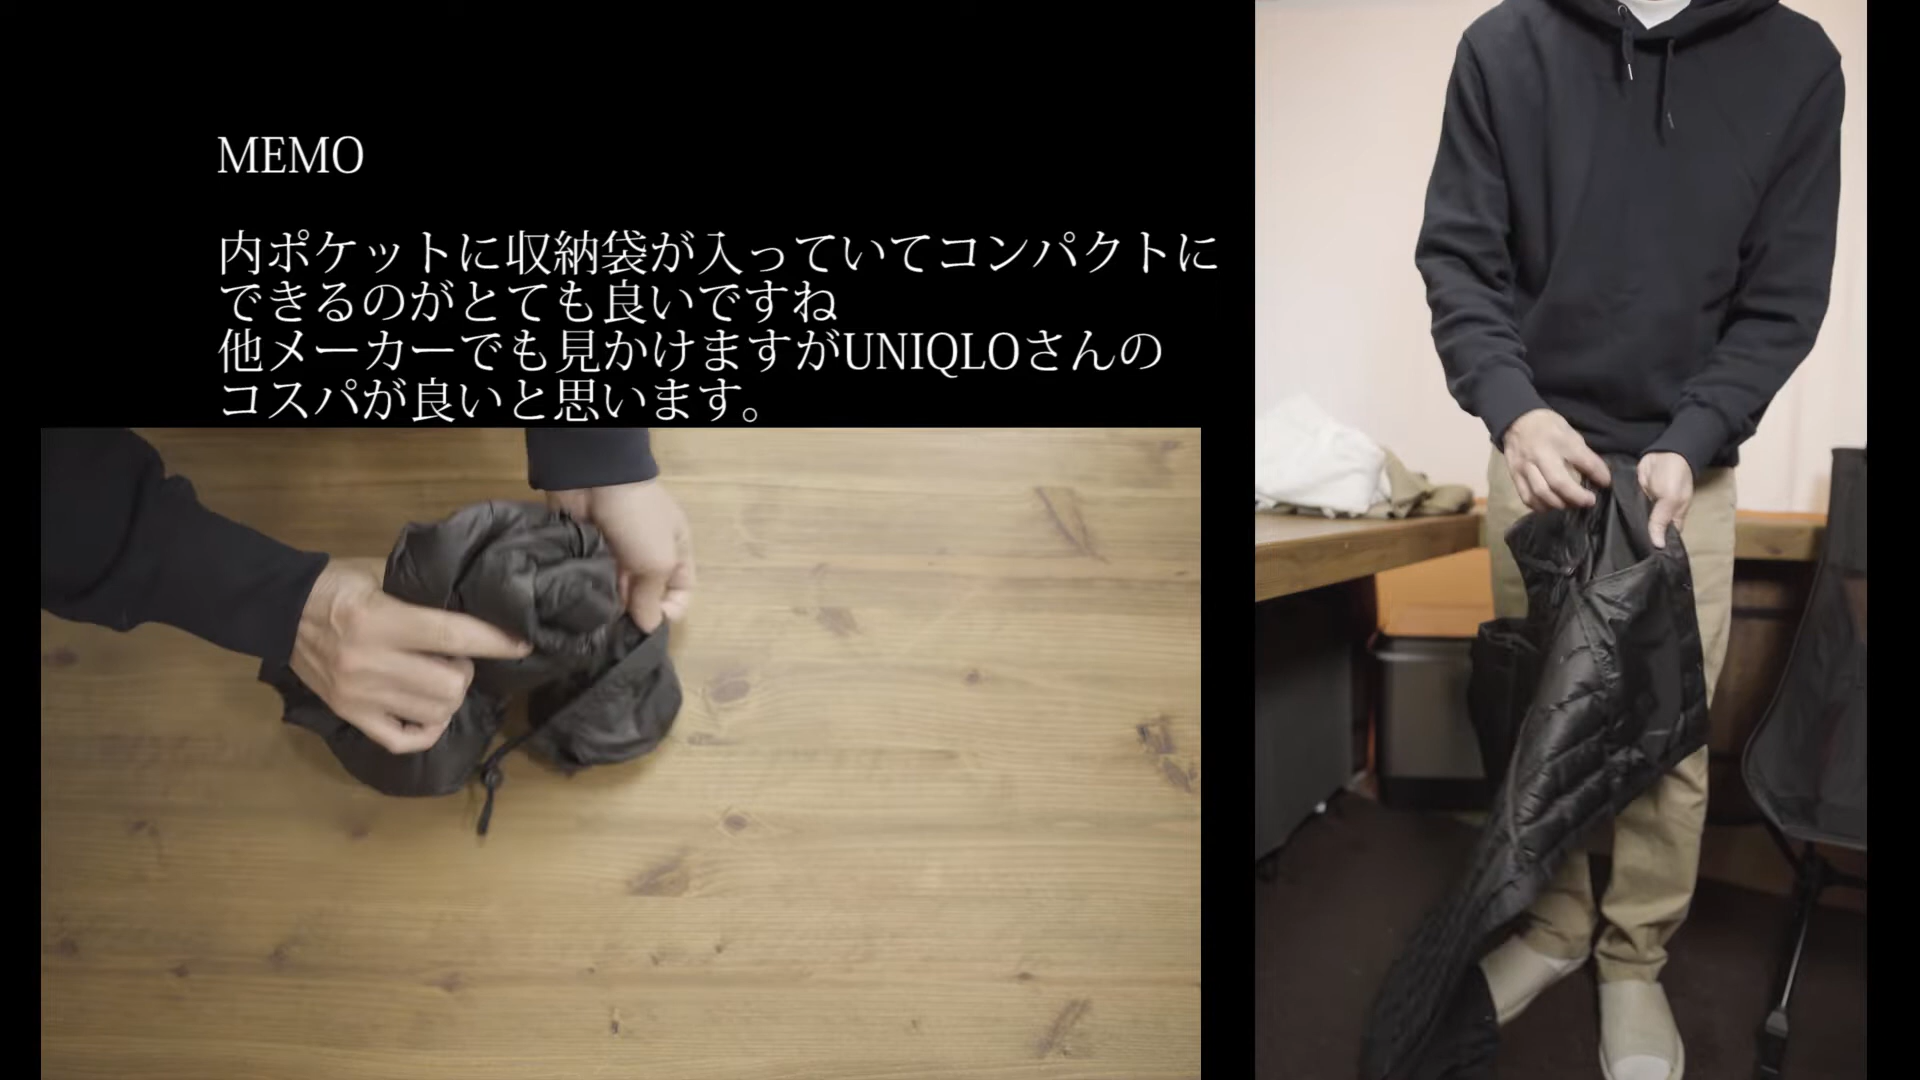 MEMO
内ポケットに収納袋が入っていてコンパクトに
できるのがとても良いですね
他メーカーでも見かけますがUNIQLOさんの
コスパが良いと思います。